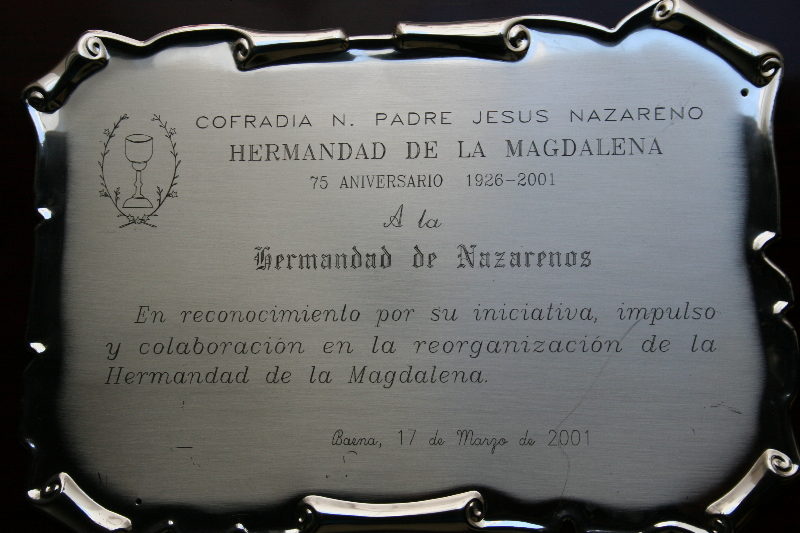 COFRADIA N. PADRE JESUS NAZARENO
HERMANDAD DE LA MAGDALENA
75 ANIVERSARIO 1926-2001
A la
Hermandad de Nazarenos
En reconocimiento por su iniciativa, impulso
y colaboración en la reorganización de la
Hermandad de la Magdalena.
Baena, 17 de Marzo de 2001